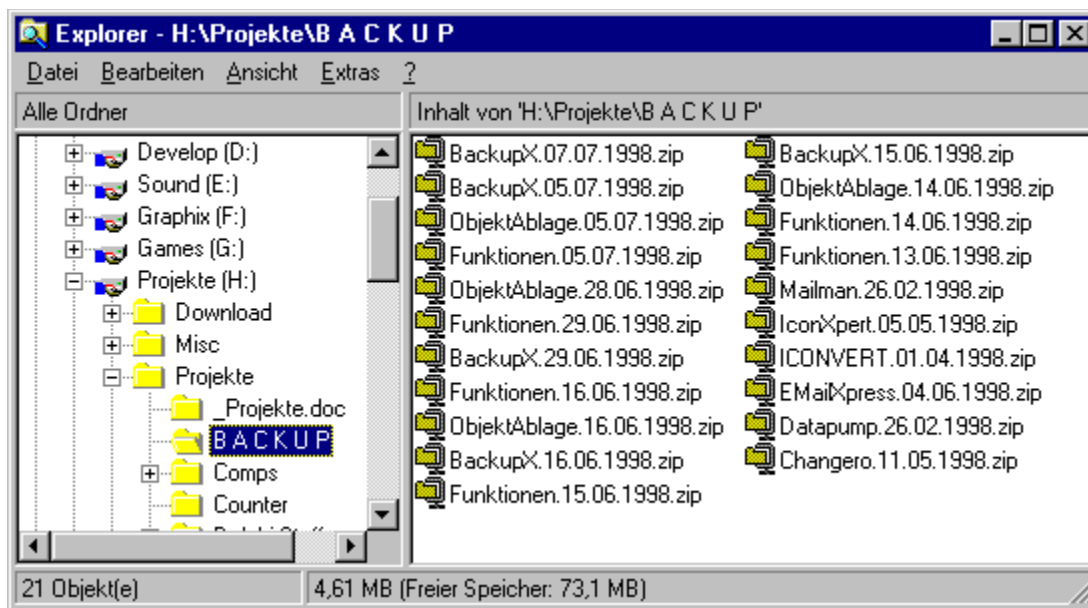 Explorer - H:\Projekte\B A C K U P
Datei Bearbeiten Ansicht Extras ?
Alle Ordner
Inhalt von 'H:\Projekte\B A C K U P'
Develop (D:)
Sound (E:)
Graphix (F:)
Games (G:)
Projekte (H:)
Download
Misc
Projekte
_Projekte.doc
B A C K U P
Comps
Counter
BackupX.07.07.1998.zip
BackupX.05.07.1998.zip
ObjektAblage.05.07.1998.zip
Funktionen.05.07.1998.zip
ObjektAblage.28.06.1998.zip
Funktionen.29.06.1998.zip
BackupX.29.06.1998.zip
Funktionen.16.06.1998.zip
ObjektAblage.16.06.1998.zip
BackupX.16.06.1998.zip
Funktionen.15.06.1998.zip
BackupX.15.06.1998.zip
ObjektAblage.14.06.1998.zip
Funktionen.14.06.1998.zip
Funktionen.13.06.1998.zip
Mailman.26.02.1998.zip
IconXpert.05.05.1998.zip
ICONVERT.01.04.1998.zip
EMailXpress.04.06.1998.zip
Datapump.26.02.1998.zip
Changero.11.05.1998.zip
21 Objekt(e)
4,61 MB (Freier Speicher: 73,1 MB)